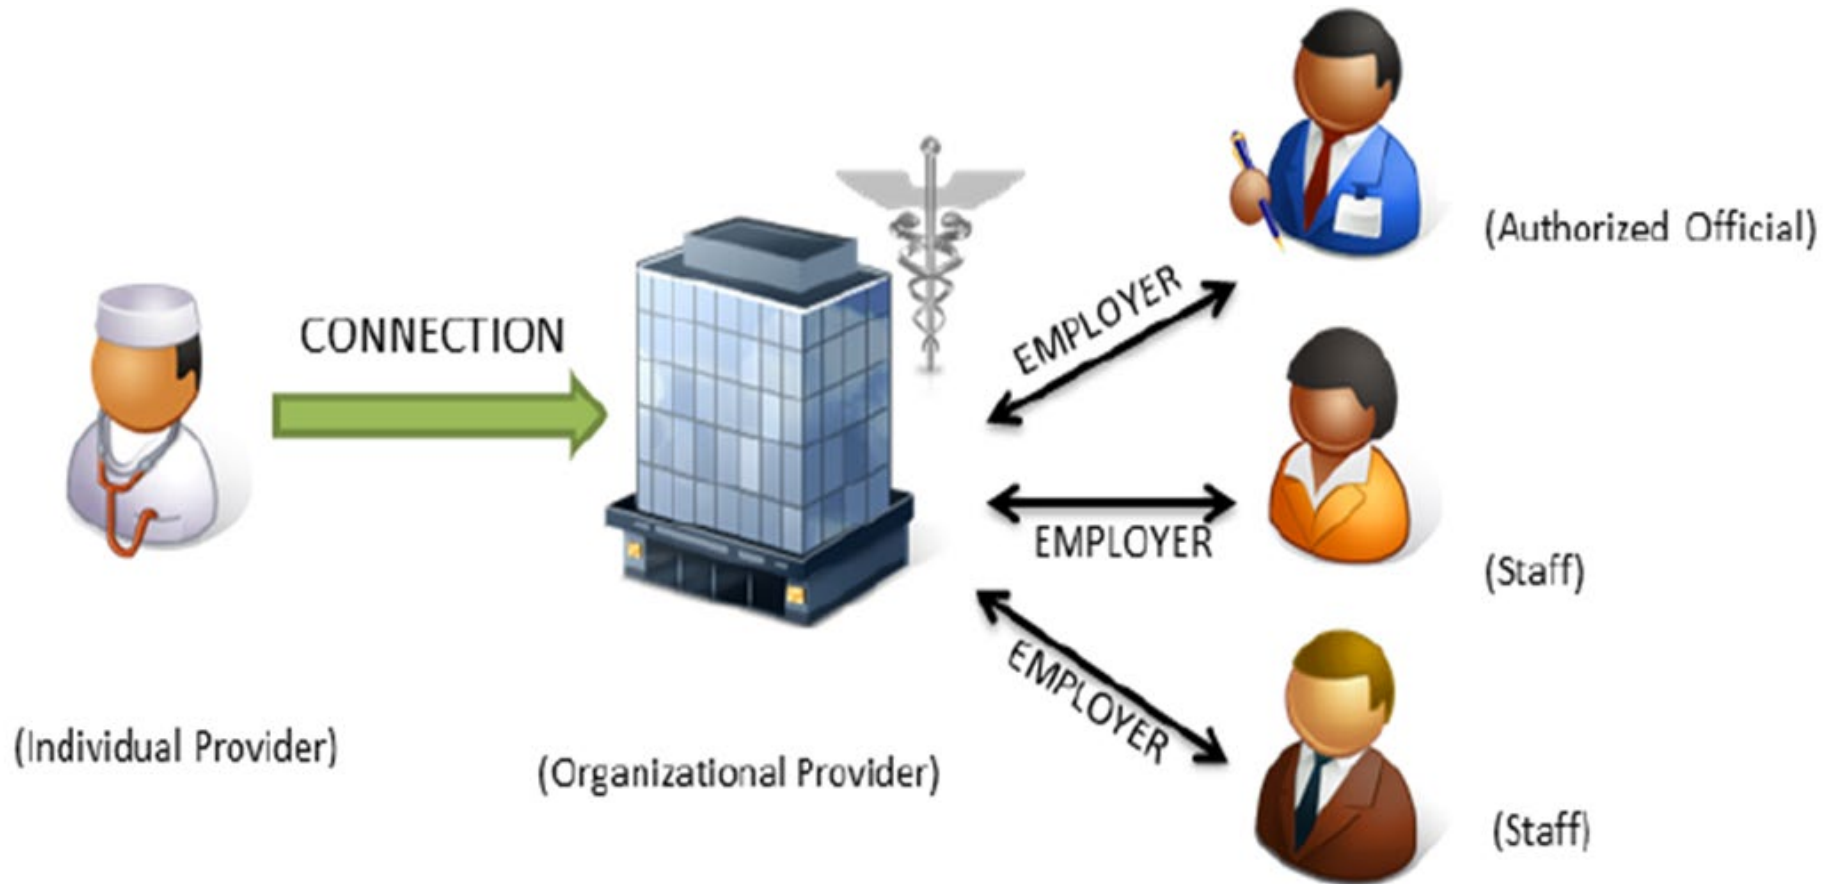 (Authorized Official)
EMPLOYER
CONNECTION
EMPLOYER
(Staff)
EMPLOYER
(Individual Provider)
(Organizational Provider)
(Staff)